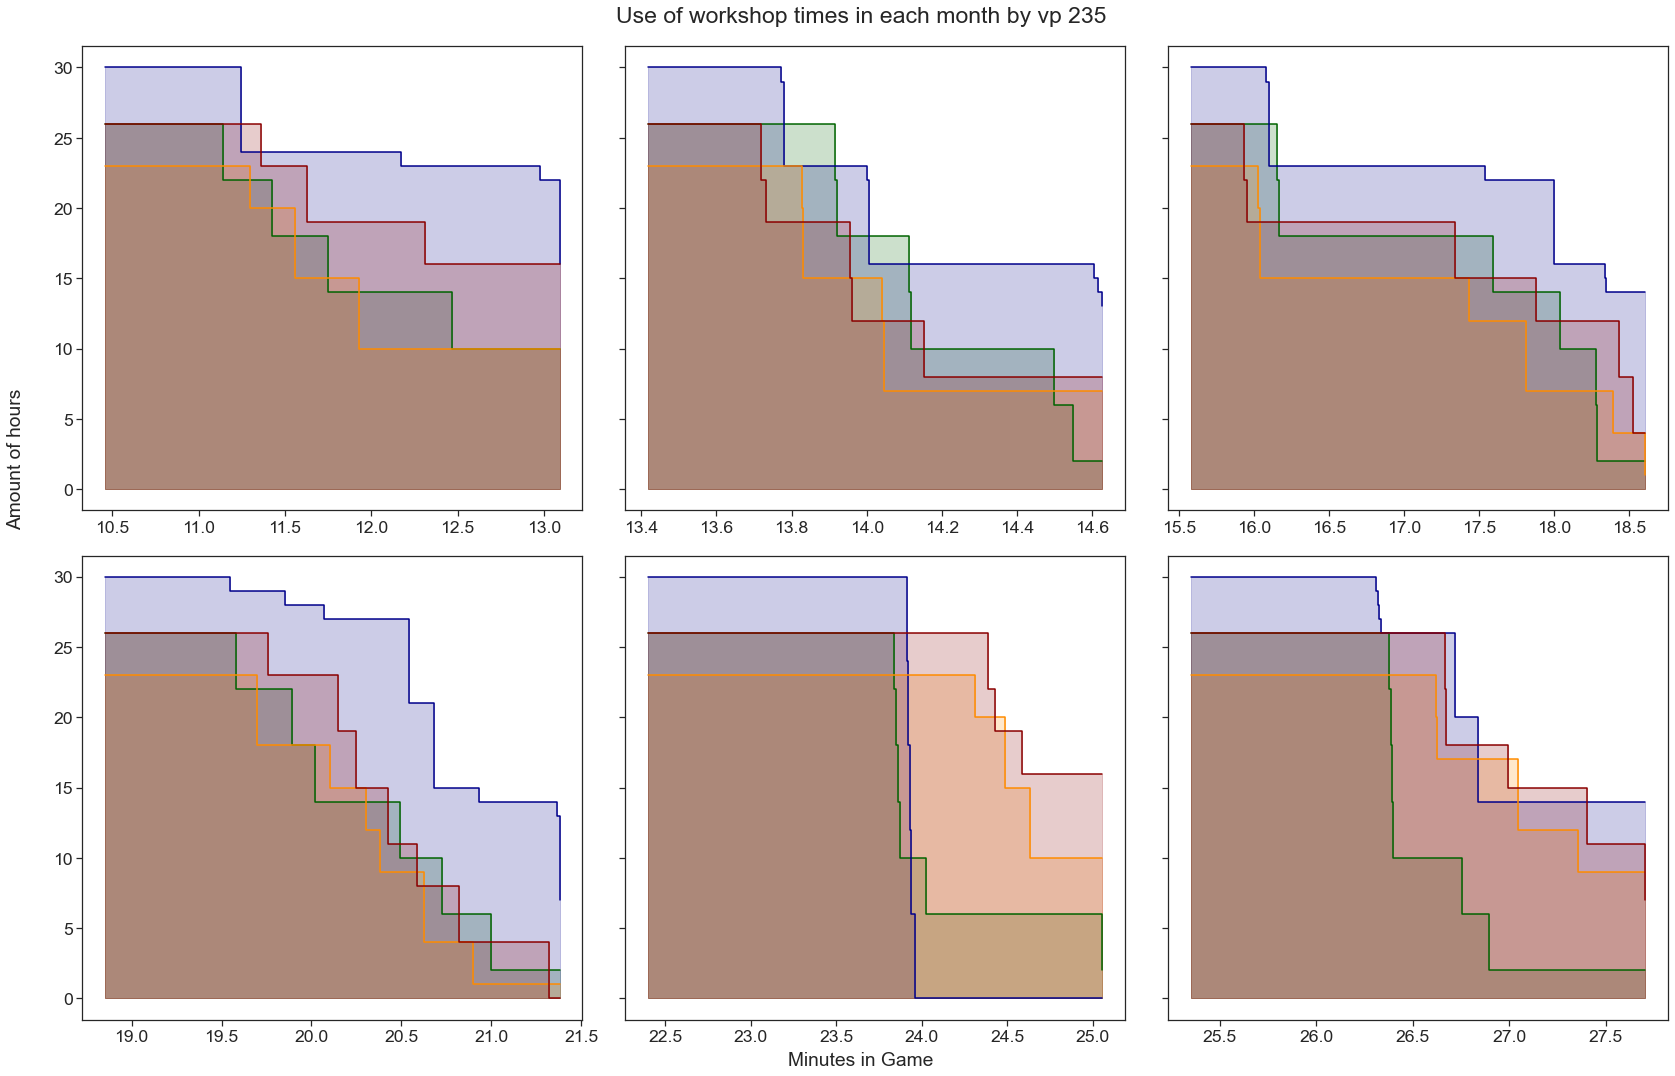 Use of workshop times in each month by vp 235
30
25
20
15
10
5
0
10.5 11.0 11.5 12.0 12.5 13.0
13.4 13.6 13.8 14.0 14.2 14.4 14.6
15.5 16.0 16.5 17.0 17.5 18.0 18.5
Amount of hours
30
25
20
15
10
5
0
19.0 19.5 20.0 20.5 21.0 21.5
22.5 23.0 23.5 24.0 24.5 25.0
25.5 26.0 26.5 27.0 27.5
Minutes in Game